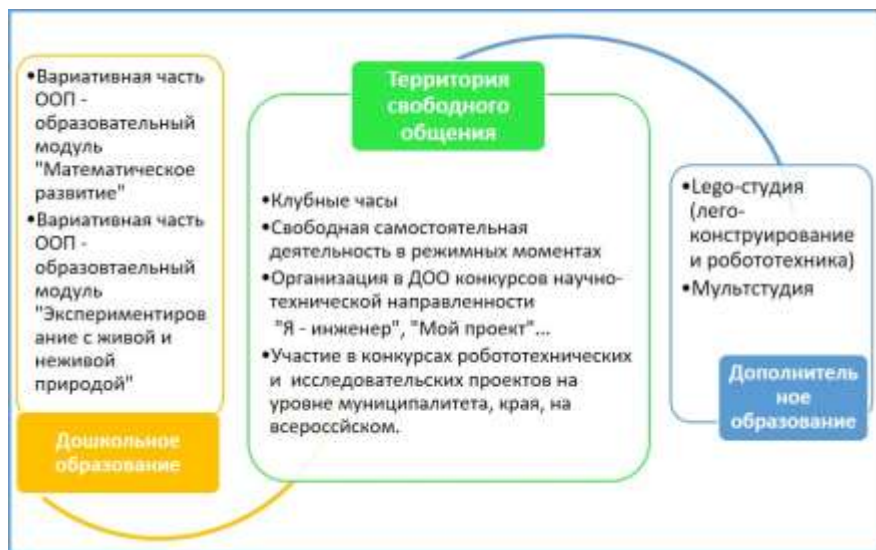 •Вариативная часть
ООП -
образовательный
модуль
"Математическое
развитие"
•Вариативная часть
ООП -
образовтаельный
модуль
"Экспериментиров
ание с живой и
неживой
природой"
Дошкольное
образование
Территория
свободного
общения
•Клубные часы
•Свободная самостоятельная
деятельность в режимных моментах
•Организация в ДОО конкурсов научно-
технической направленности
"Я - инженер", "Мой проект"...
•Участие в конкурсах робототехнических
и исследовательских проектов на
уровне муниципалитета, края, на
всероссйском.
•Lego-студия
(лего-
конструирование
и робототехника)
•Мультстудия
Дополнитель
ное
образование